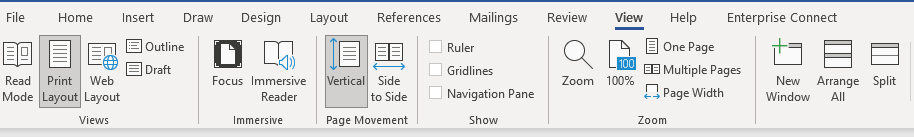 File Home Insert Draw Design Layout References Mailings Review View Help Enterprise Connect
Read Mode
Print Layout
Web Layout
Outline
Draft
Views
Focus
Immersive Reader
Immersive
Vertical
Side to Side
Page Movement
Ruler
Gridlines
Navigation Pane
Show
Zoom
100
100%
One Page
Multiple Pages
Page Width
Zoom
New Window
Arrange All
Split
Window